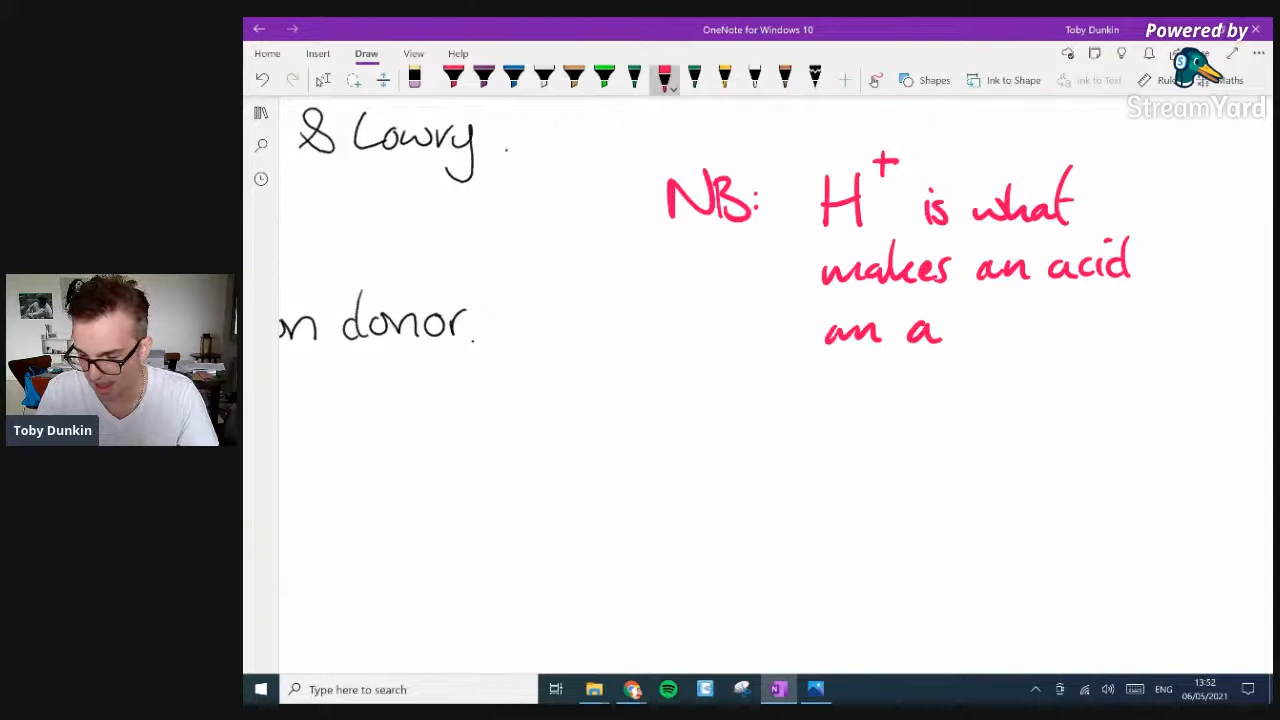 OneNote for Windows 10
Toby Dunkin
Powered by
StreamYard
Home Insert Draw View Help
Shapes Ink to Shape Ink to Text Maths
& Lowry.
NB: H+ is what
makes an acid
an a
donor.
Toby Dunkin
Type here to search
ENG
13:52
06/05/2021